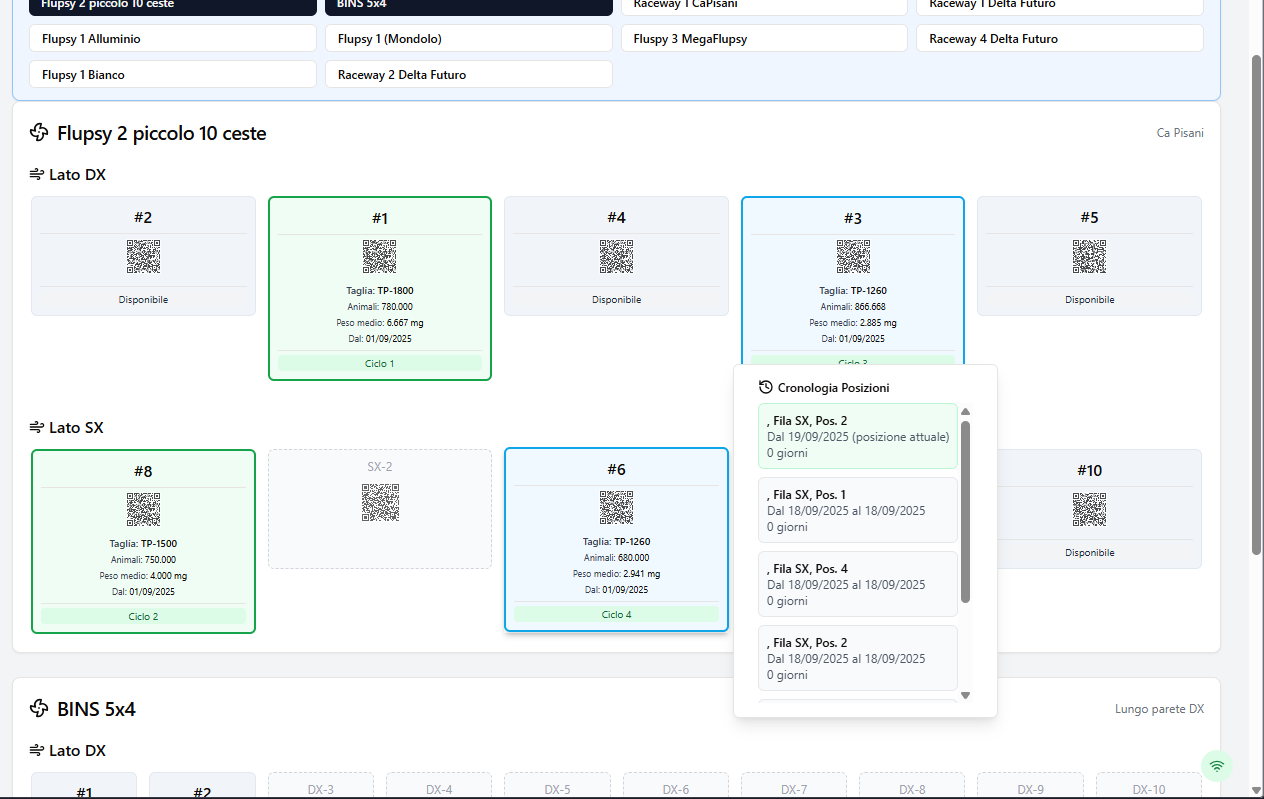 Flupsy 2 piccolo 10 ceste
BINS 5x4
Raceway 1 CaPisani
Raceway 1 Delta Futuro
Flupsy 1 Alluminio
Flupsy 1 (Mondolo)
Fluspy 3 MegaFlupsy
Raceway 4 Delta Futuro
Flupsy 1 Bianco
Raceway 2 Delta Futuro
Flupsy 2 piccolo 10 ceste
Ca Pisani
Lato DX
#2
Disponibile
#1
Taglia: TP-1800
Animali: 780.000
Peso medio: 6.667 mg
Dal: 01/09/2025
Ciclo 1
#4
Disponibile
#3
Taglia: TP-1260
Animali: 866.668
Peso medio: 2.885 mg
Dal: 01/09/2025
Ciclo 3
#5
Disponibile
Lato SX
#8
Taglia: TP-1500
Animali: 750.000
Peso medio: 4.000 mg
Dal: 01/09/2025
Ciclo 2
SX-2
#6
Taglia: TP-1260
Animali: 680.000
Peso medio: 2.941 mg
Dal: 01/09/2025
Ciclo 4
Cronologia Posizioni
, Fila SX, Pos. 2
Dal 19/09/2025 (posizione attuale)
0 giorni
, Fila SX, Pos. 1
Dal 18/09/2025 al 18/09/2025
0 giorni
, Fila SX, Pos. 4
Dal 18/09/2025 al 18/09/2025
0 giorni
, Fila SX, Pos. 2
Dal 18/09/2025 al 18/09/2025
0 giorni
#10
Disponibile
BINS 5x4
Lungo parete DX
Lato DX
#1
#2
DX-3
DX-4
DX-5
DX-6
DX-7
DX-8
DX-9
DX-10